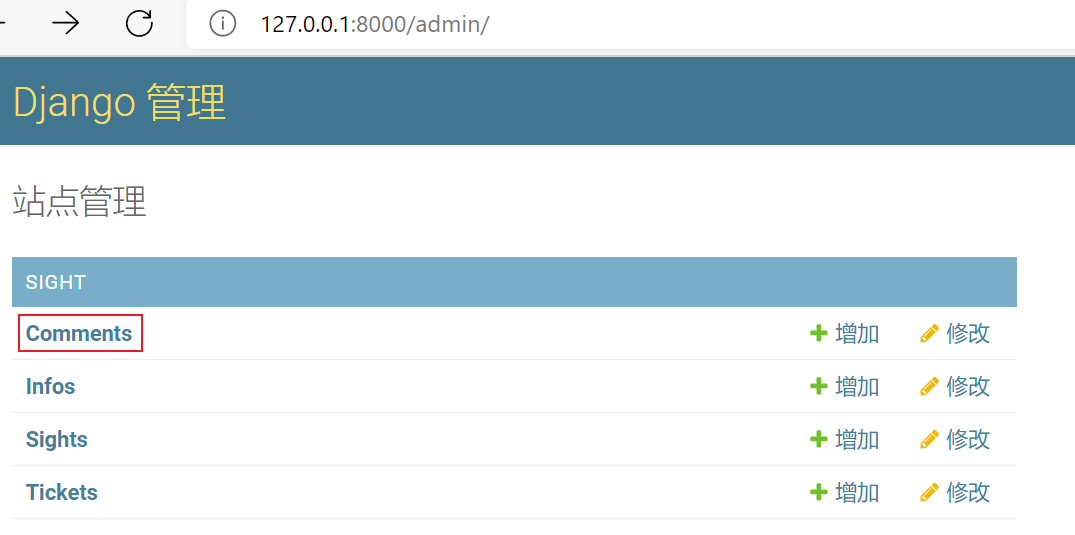 127.0.0.1:8000/admin/
Django 管理
站点管理
SIGHT
Comments 增加 修改
Infos 增加 修改
Sights 增加 修改
Tickets 增加 修改